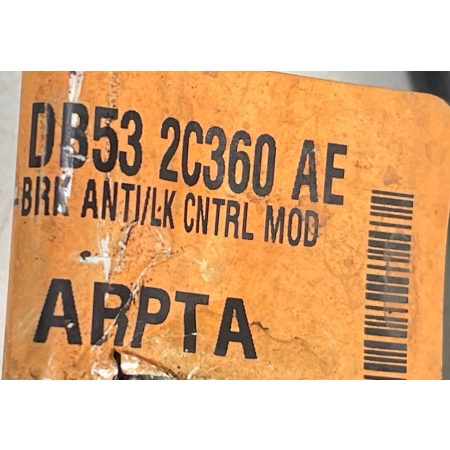 DB53 2C360 AE
BRK ANTI/LK CNTRL MOD
ARPTA